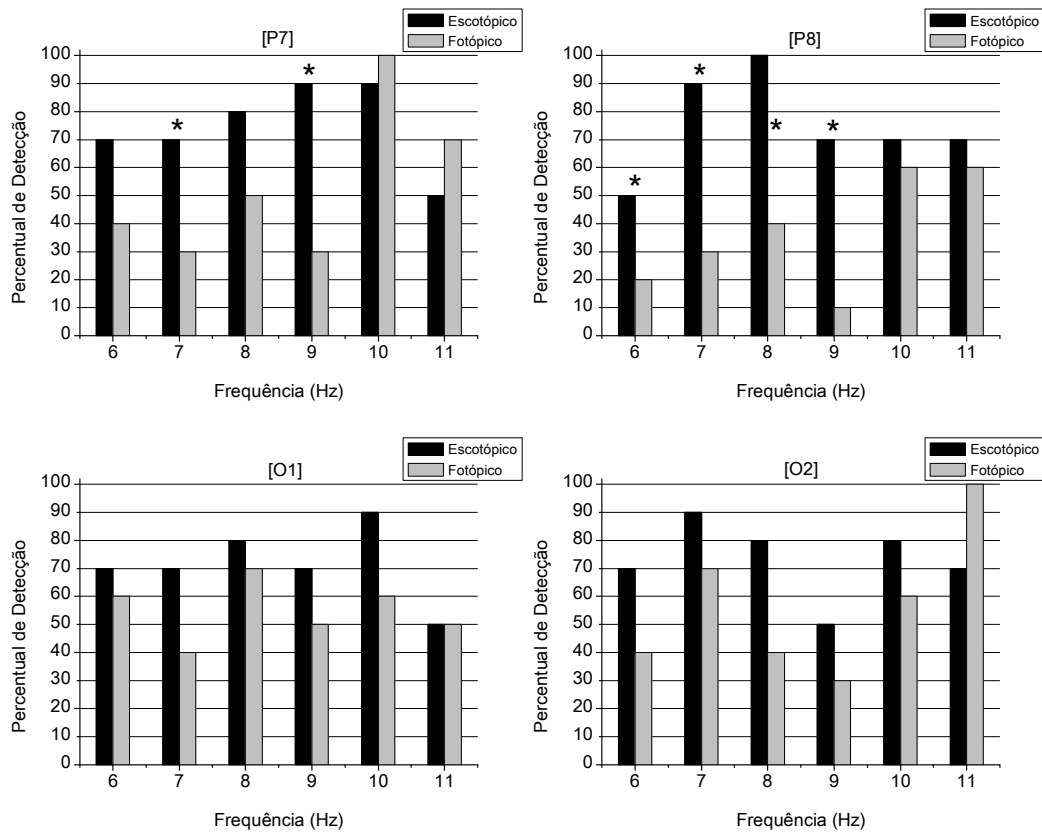 [P7]
Escotópico
Fotópico
Percentual de Detecção
100
90
80
70
60
50
40
30
20
10
0
*
*
6 7 8 9 10 11
Frequência (Hz)
[P8]
Escotópico
Fotópico
Percentual de Detecção
100
90
80
70
60
50
40
30
20
10
0
*
*
*
*
6 7 8 9 10 11
Frequência (Hz)
[O1]
Escotópico
Fotópico
Percentual de Detecção
100
90
80
70
60
50
40
30
20
10
0
6 7 8 9 10 11
Frequência (Hz)
[O2]
Escotópico
Fotópico
Percentual de Detecção
100
90
80
70
60
50
40
30
20
10
0
6 7 8 9 10 11
Frequência (Hz)